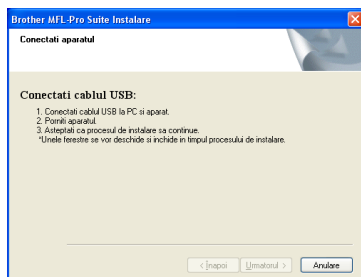 Brother MFL-Pro Suite Instalare
Conectati aparatul
Conectati cablul USB:
1. Conectati cablul USB la PC si aparat.
2. Porniti aparatul.
3. Asteptati ca procesul de instalare sa continue.
*Unele ferestre se vor deschide si inchide in timpul procesului de instalare.
< Înapoi
Urmatorul >
Anulare